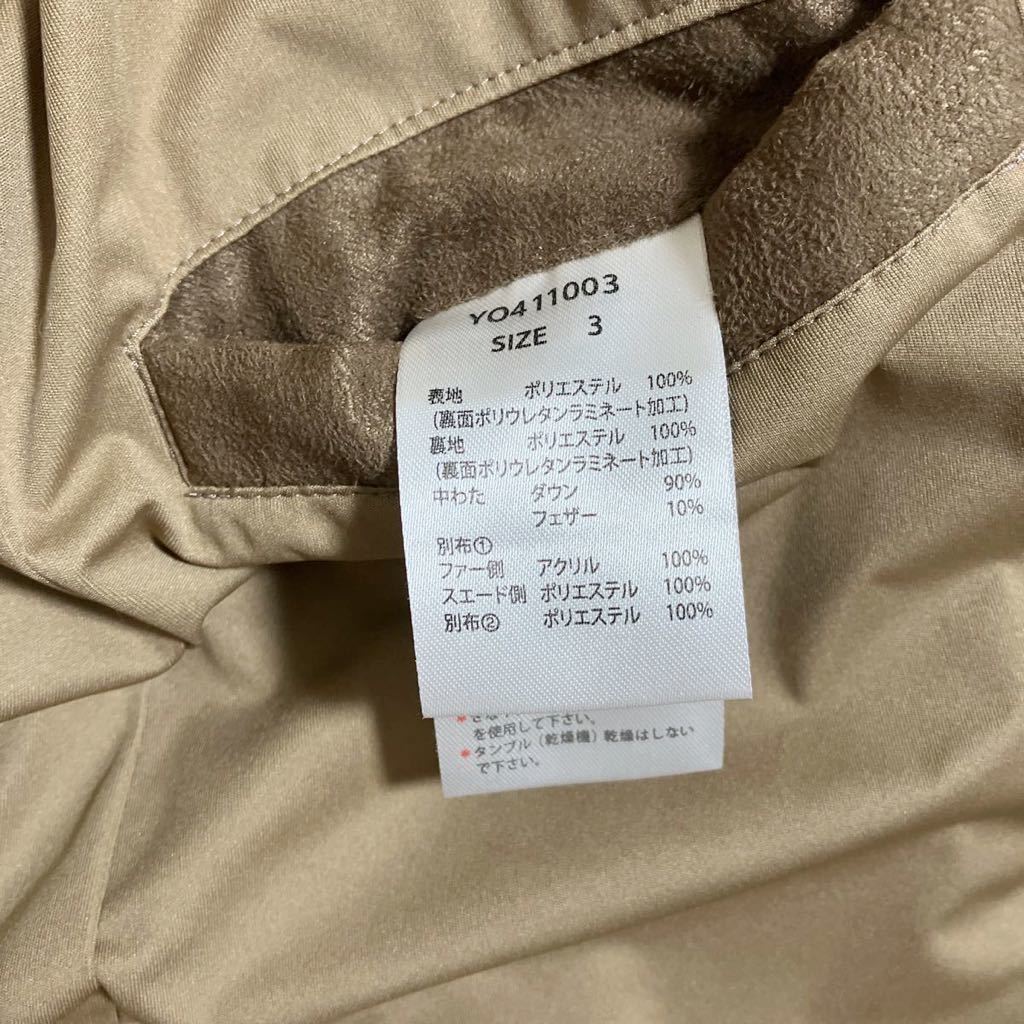 YO411003
SIZE 3
表地 ポリエステル 100%
(裏面ポリウレタンラミネート加工)
裏地 ポリエステル 100%
(裏面ポリウレタンラミネート加工)
中わた ダウン 90%
フェザー 10%
別布①
ファー側 アクリル 100%
スエード側 ポリエステル 100%
別布② ポリエステル 100%
を使用して下さい。
*タンブル(乾燥機)乾燥はしない
で下さい。